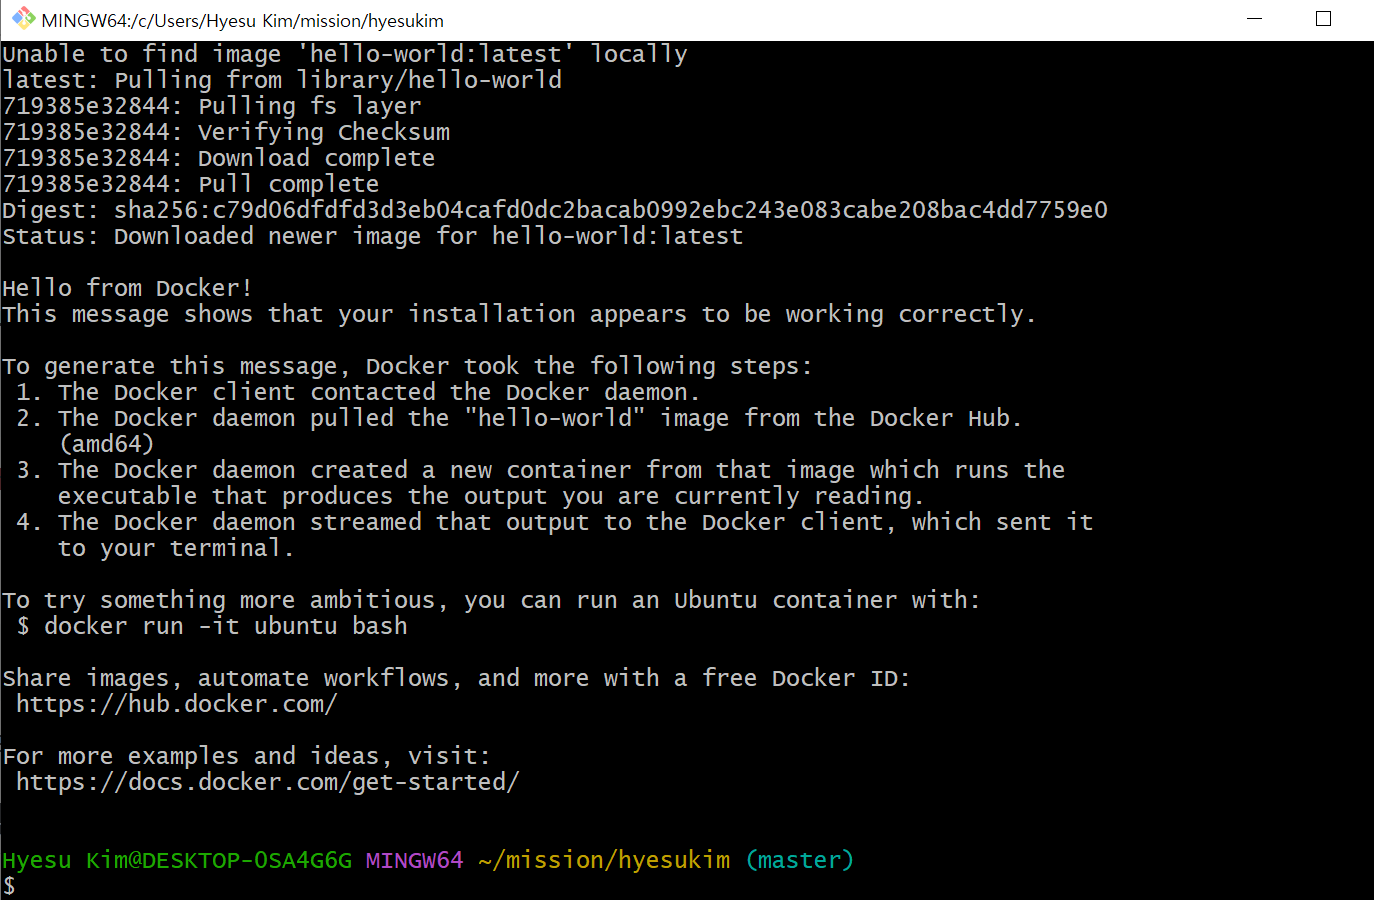 MINGW64:/c/Users/Hyesu Kim/mission/hyesukim
Unable to find image 'hello-world:latest' locally
latest: Pulling from library/hello-world
719385e32844: Pulling fs layer
719385e32844: Verifying Checksum
719385e32844: Download complete
719385e32844: Pull complete
Digest: sha256:c79d06dfdfd3d3eb04cafd0dc2bacab0992ebc243e083cabe208bac4dd7759e0
Status: Downloaded newer image for hello-world:latest
Hello from Docker!
This message shows that your installation appears to be working correctly.
To generate this message, Docker took the following steps:
1. The Docker client contacted the Docker daemon.
2. The Docker daemon pulled the "hello-world" image from the Docker Hub.
(amd64)
3. The Docker daemon created a new container from that image which runs the
executable that produces the output you are currently reading.
4. The Docker daemon streamed that output to the Docker client, which sent it
to your terminal.
To try something more ambitious, you can run an Ubuntu container with:
$ docker run -it ubuntu bash
Share images, automate workflows, and more with a free Docker ID:
https://hub.docker.com/
For more examples and ideas, visit:
https://docs.docker.com/get-started/
Hyesu Kim@DESKTOP-OSA4G6G MINGW64 ~/mission/hyesukim (master)
$